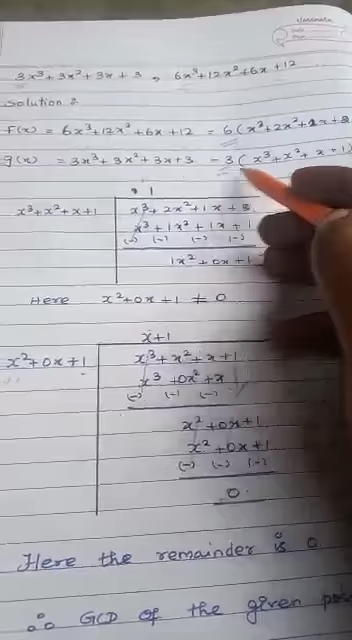 3x³+3x²+3x+3 , 6x³+12x²+6x+12
Solution :
f(x) = 6x³+12x²+6x+12 = 6(x³+2x²+1x+2
g(x) = 3x³+3x²+3x+3 = 3(x³+x²+x+1)
1
x³+x²+x+1 x³+2x²+1x+2
x³+1x²+1x+1
(-) (-) (-) (-)
1x²+0x+1
Here x²+0x+1 ≠ 0
x+1
x²+0x+1 x³+x²+x+1
x³+0x²+x
(-) (-) (-)
x²+0x+1
x²+0x+1
(-) (-) (-)
0
Here the remainder is 0
∴ GCD of the given